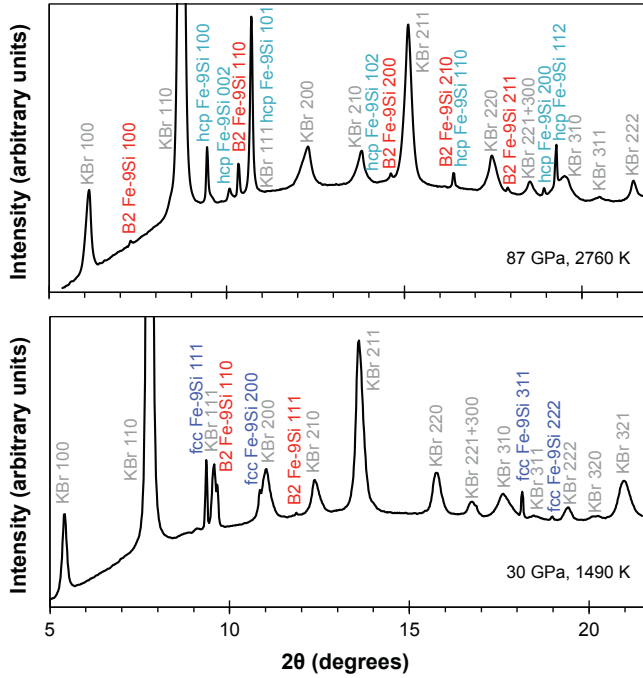 Intensity (arbitrary units)
KBr 100
B2 Fe-9Si 100
KBr 110
hcp Fe-9Si 100
hcp Fe-9Si 002
B2 Fe-9Si 110
hcp Fe-9Si 101
KBr 111
KBr 200
KBr 210
hcp Fe-9Si 102
B2 Fe-9Si 200
KBr 211
B2 Fe-9Si 210
hcp Fe-9Si 110
KBr 220
B2 Fe-9Si 211
KBr 221+300
hcp Fe-9Si 200
hcp Fe-9Si 112
KBr 310
KBr 311
KBr 222
87 GPa, 2760 K
Intensity (arbitrary units)
KBr 100
KBr 110
fcc Fe-9Si 111
KBr 111
B2 Fe-9Si 110
fcc Fe-9Si 200
KBr 200
B2 Fe-9Si 111
KBr 210
KBr 211
KBr 220
KBr 221+300
KBr 310
fcc Fe-9Si 311
KBr 311
fcc Fe-9Si 222
KBr 222
KBr 320
KBr 321
30 GPa, 1490 K
5 10 15 20
2θ (degrees)